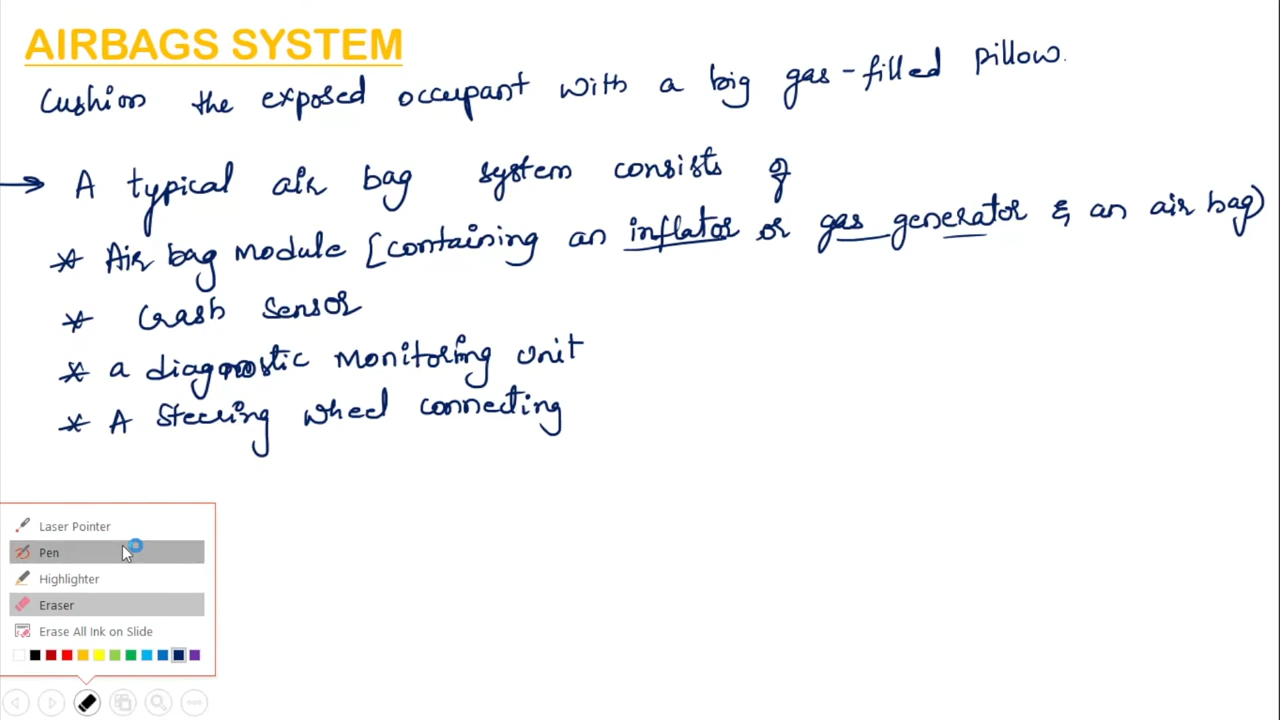 AIRBAGS SYSTEM
Cushion the exposed occupant with a big gas-filled pillow.
→ A typical air bag system consists of
* Air bag module [containing an inflator or gas generator & an air bag)
* Crash sensor
* a diagnostic monitoring unit
* A steering wheel connecting
Laser Pointer
Pen
Highlighter
Eraser
Erase All Ink on Slide